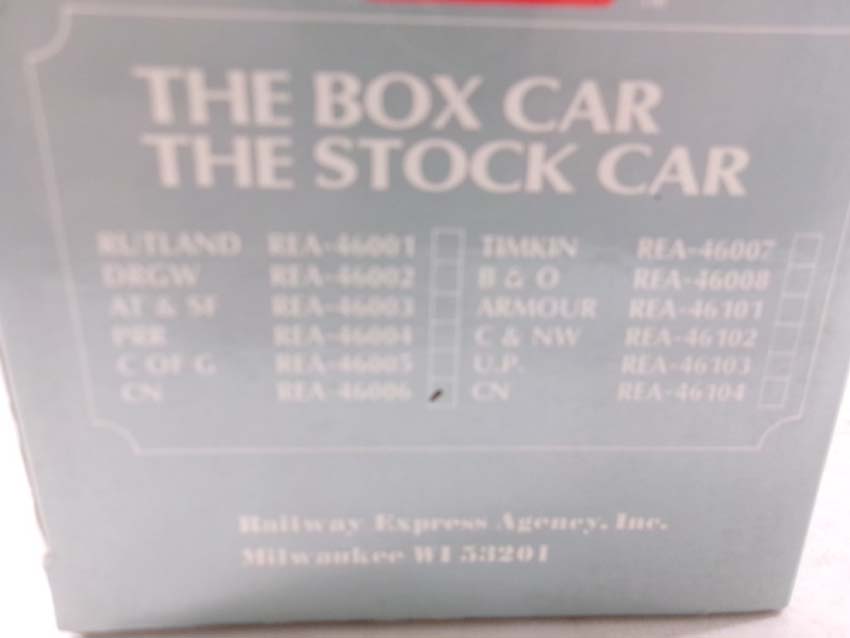 THE BOX CAR
THE STOCK CAR
RUTLAND REA-46001 TIMKIN REA-46007
DRGW REA-46002 B & O REA-46008
AT & SF REA-46003 ARMOUR REA-46101
PRR REA-46004 C & NW REA-46102
C OF G REA-46005 U.P. REA-46103
CN REA-46006 CN REA-46104
Railway Express Agency, Inc.
Milwaukee WI 53201